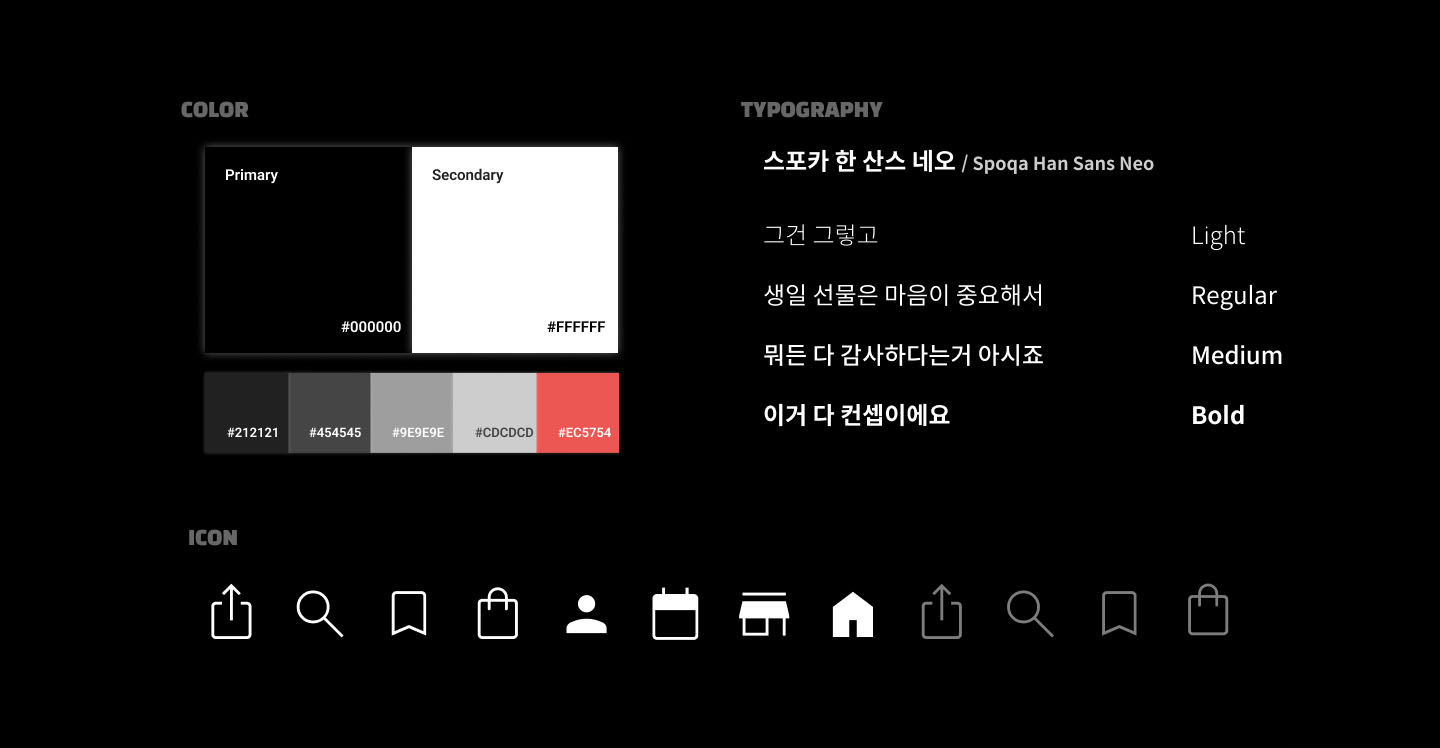 COLOR
Primary
Secondary
#000000
#FFFFFF
#212121
#454545
#9E9E9E
#CDCDCD
#EC5754
TYPOGRAPHY
스포카 한 산스 네오 / Spoqa Han Sans Neo
그건 그렇고 Light
생일 선물은 마음이 중요해서 Regular
뭐든 다 감사하다는거 아시죠 Medium
이거 다 컨셉이에요 Bold
ICON